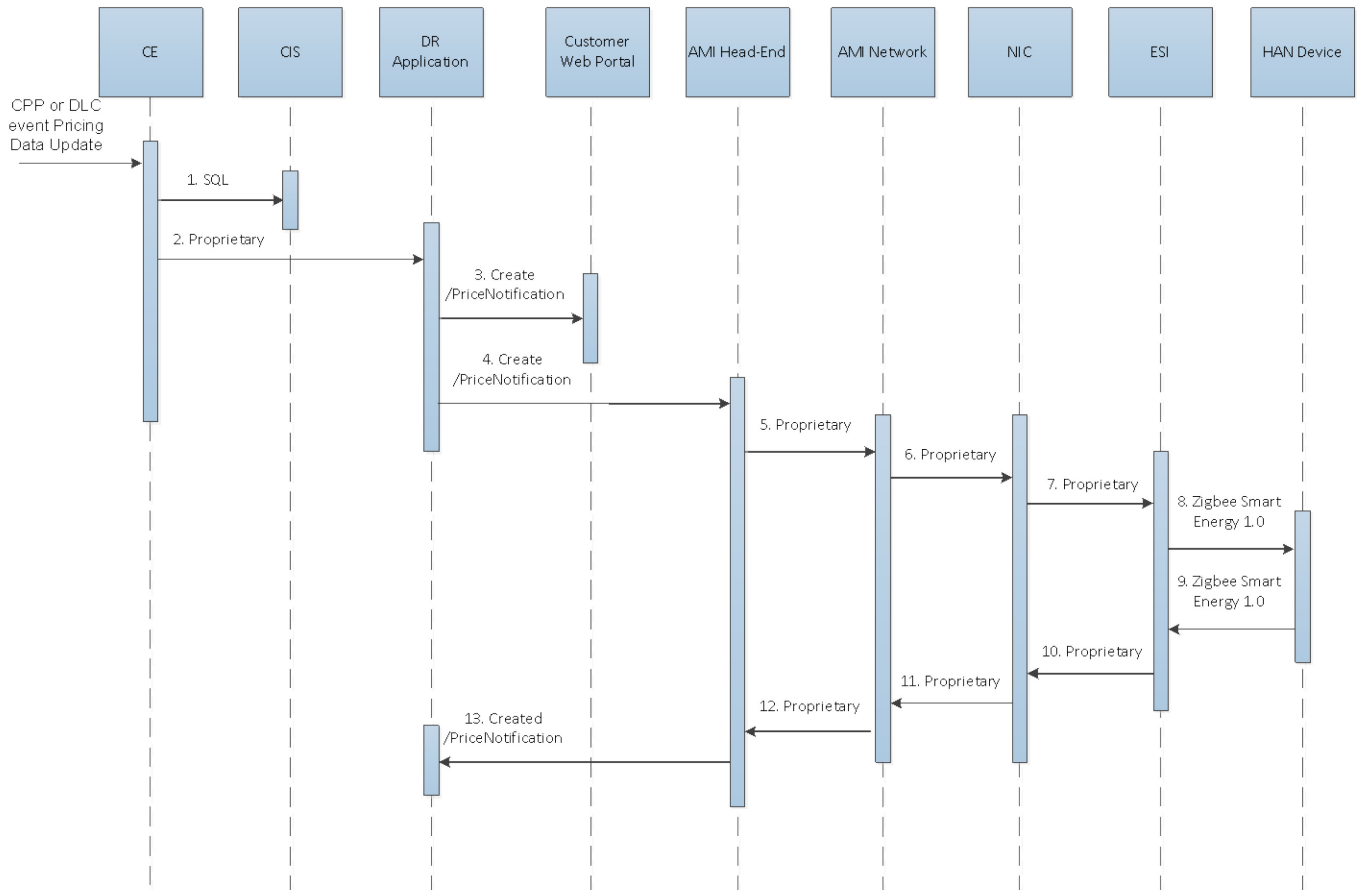 CE
CIS
DR
Application
Customer
Web Portal
AMI Head-End
AMI Network
NIC
ESI
HAN Device
CPP or DLC
event Pricing
Data Update
1. SQL
2. Proprietary
3. Create
/PriceNotification
4. Create
/PriceNotification
5. Proprietary
6. Proprietary
7. Proprietary
8. Zigbee Smart
Energy 1.0
9. Zigbee Smart
Energy 1.0
10. Proprietary
11. Proprietary
12. Proprietary
13. Created
/PriceNotification